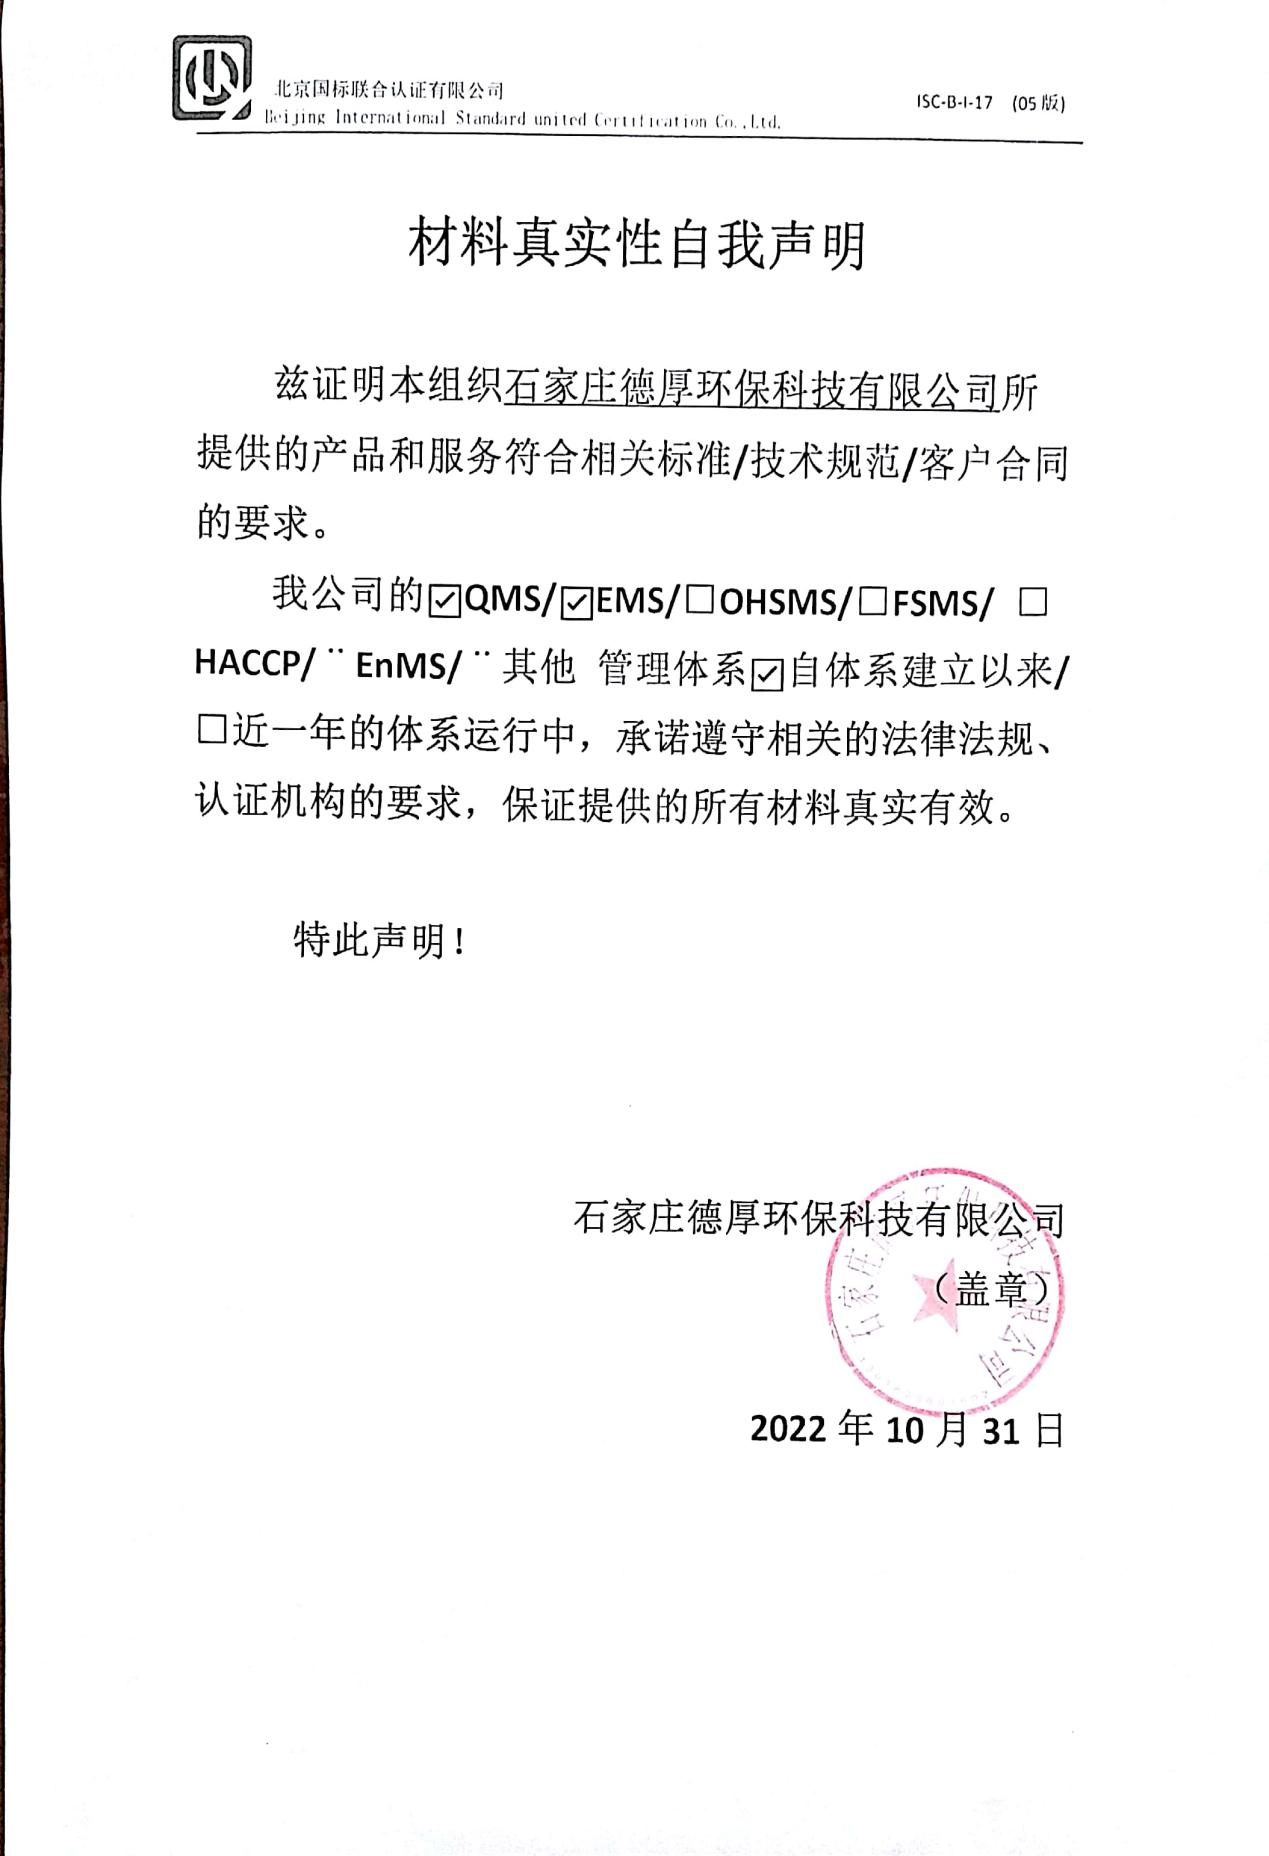 北京国标联合认证有限公司
Beijing International Standard united Certification Co.,Ltd.
ISC-B-I-17 (05版)
材料真实性自我声明
兹证明本组织石家庄德厚环保科技有限公司所
提供的产品和服务符合相关标准/技术规范/客户合同
的要求。
我公司的☑QMS/☑EMS/□OHSMS/□FSMS/ □
HACCP/ ¨ EnMS/ ¨ 其他 管理体系☑自体系建立以来/
□近一年的体系运行中，承诺遵守相关的法律法规、
认证机构的要求，保证提供的所有材料真实有效。
特此声明！
石家庄德厚环保科技有限公司
（盖章）
2022 年 10 月 31 日